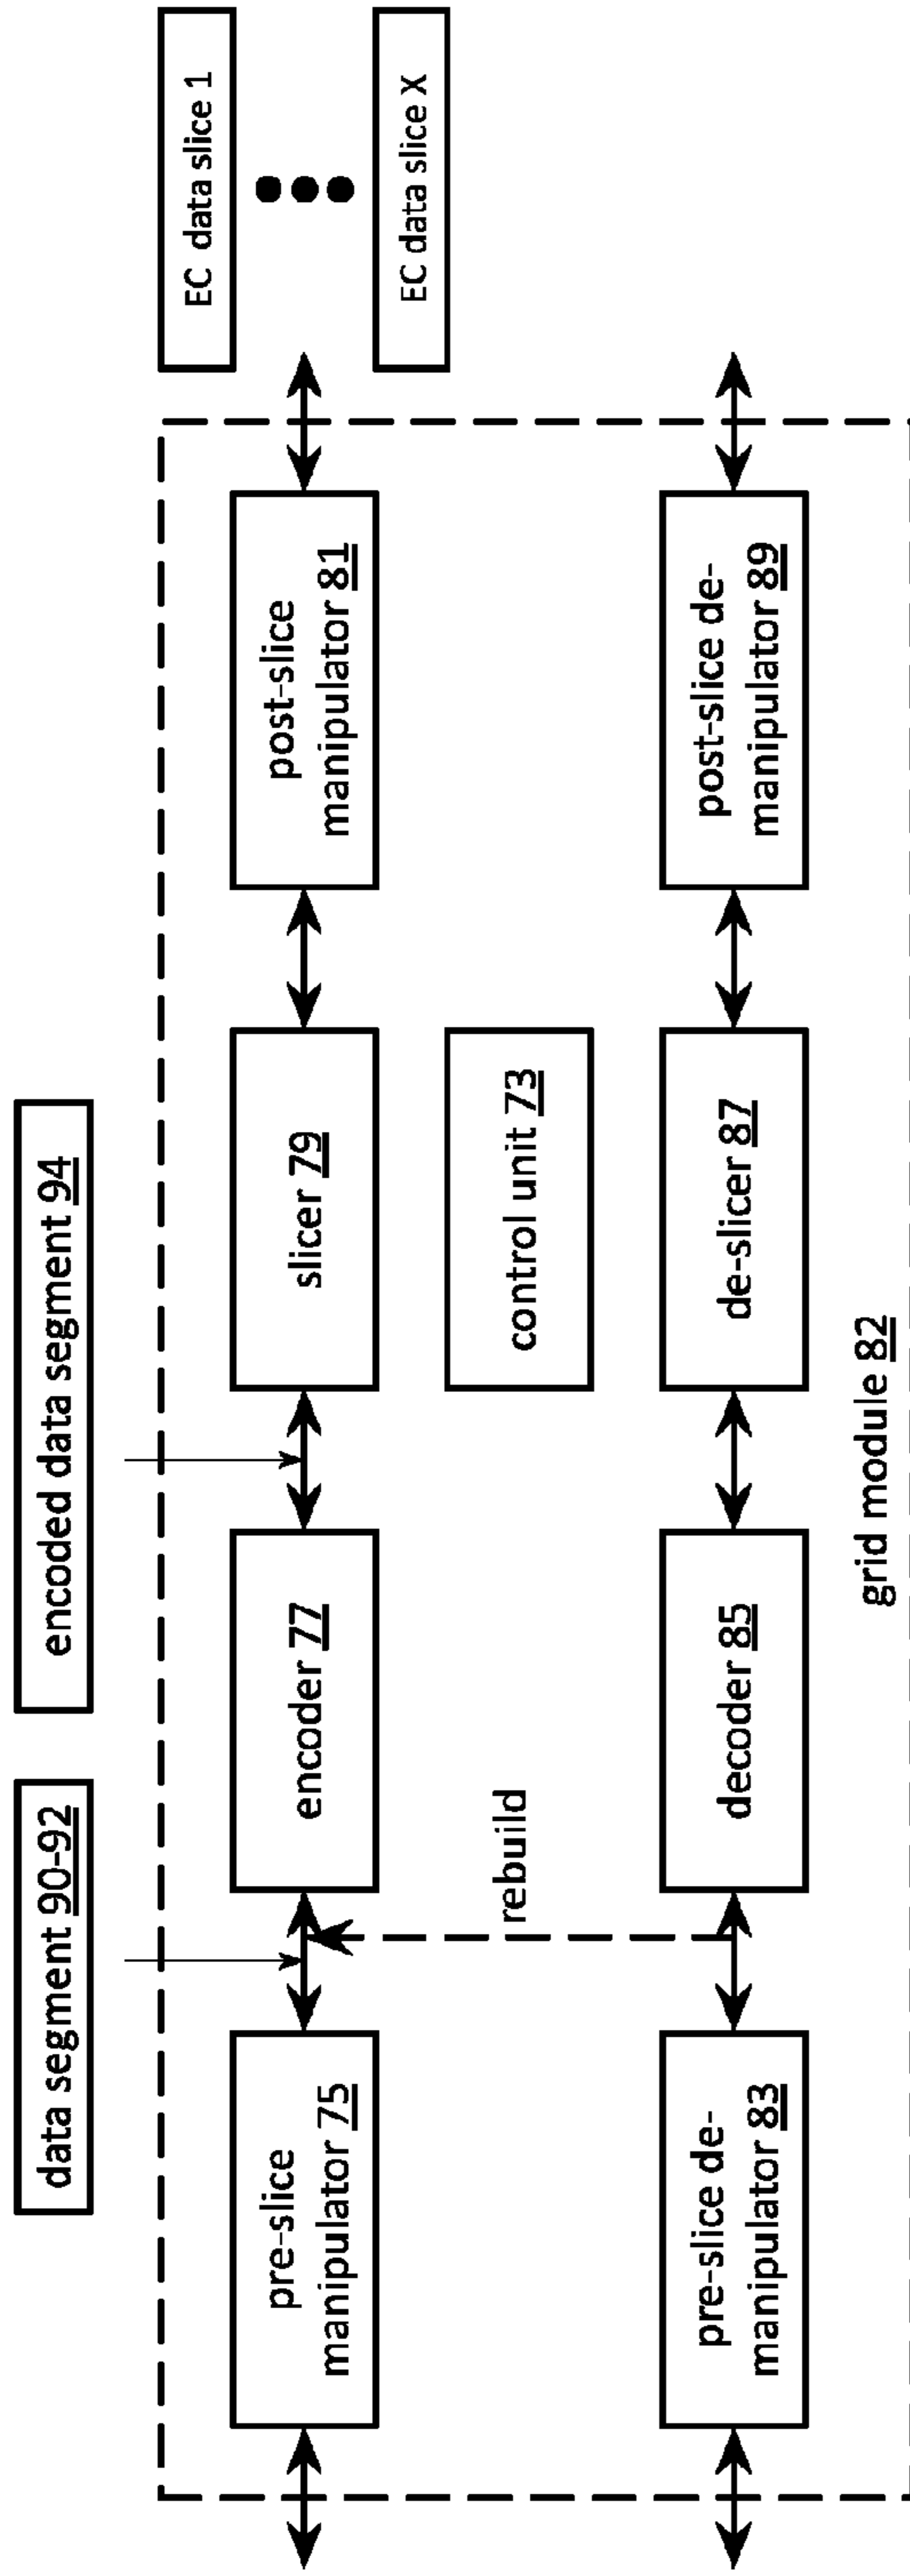 data segment 90-92
encoded data segment 94
EC data slice 1
EC data slice X
pre-slice
manipulator 75
encoder 77
slicer 79
post-slice
manipulator 81
rebuild
control unit 73
pre-slice de-
manipulator 83
decoder 85
de-slicer 87
post-slice de-
manipulator 89
grid module 82